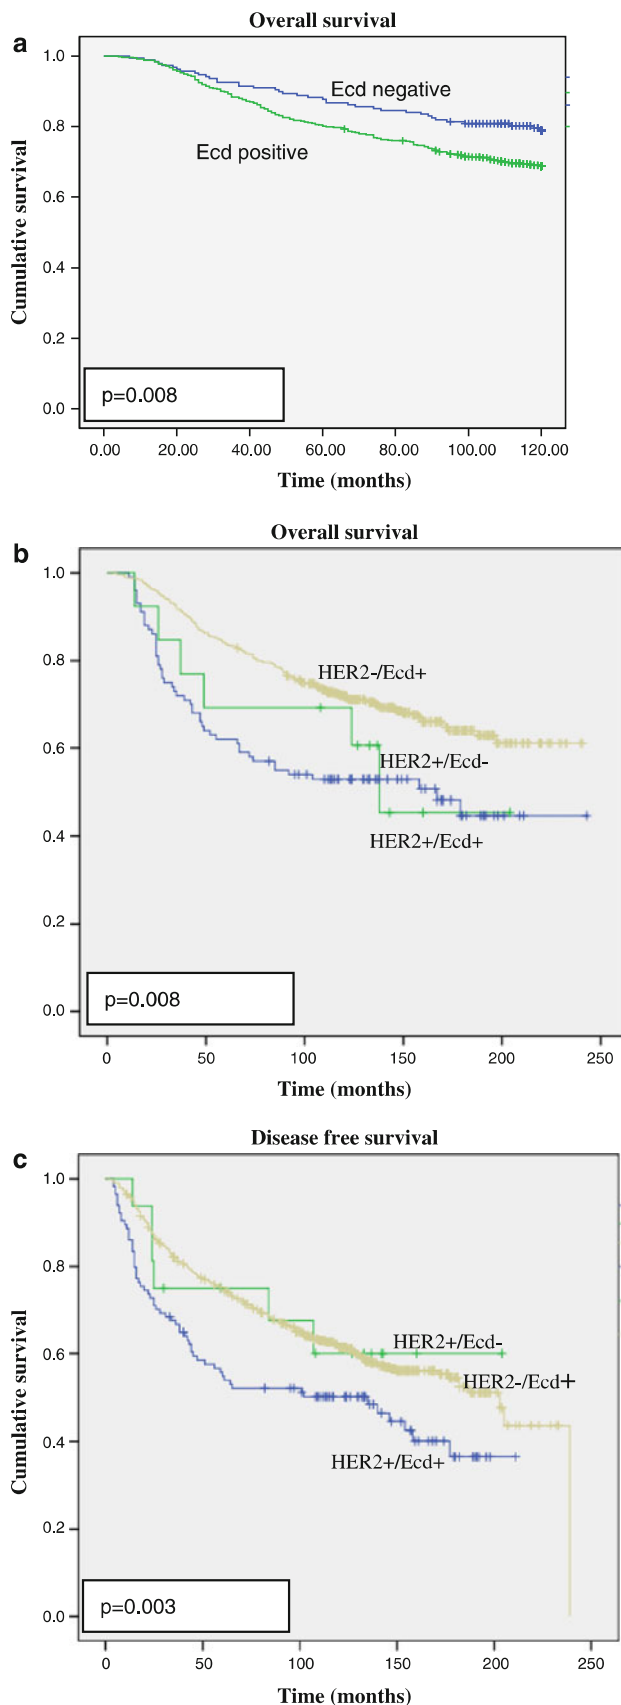 a
Overall survival
1.0
0.8
0.6
0.4
0.2
0.0
Cumulative survival
Ecd negative
Ecd positive
p=0.008
0.00 20.00 40.00 60.00 80.00 100.00 120.00
Time (months)
b
Overall survival
1.0
0.8
0.6
0.4
0.2
0.0
HER2-/Ecd+
HER2+/Ecd-
HER2+/Ecd+
p=0.008
0 50 100 150 200 250
Time (months)
c
Disease free survival
1.0
0.8
0.6
0.4
0.2
0.0
Cumulative survival
HER2+/Ecd-
HER2-/Ecd+
HER2+/Ecd+
p=0.003
0 50 100 150 200 250
Time (months)